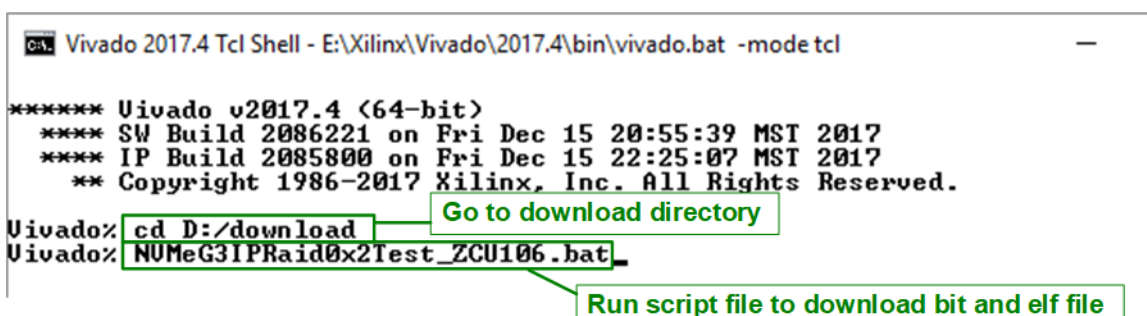 Vivado 2017.4 Tcl Shell - E:\Xilinx\Vivado\2017.4\bin\vivado.bat -mode tcl
****** Vivado v2017.4 (64-bit)
**** SW Build 2086221 on Fri Dec 15 20:55:39 MST 2017
**** IP Build 2085800 on Fri Dec 15 22:25:07 MST 2017
** Copyright 1986-2017 Xilinx, Inc. All Rights Reserved.
Go to download directory
Vivado% cd D:/download
Vivado% NVMeG3IPRaid0x2Test_ZCU106.bat_
Run script file to download bit and elf file